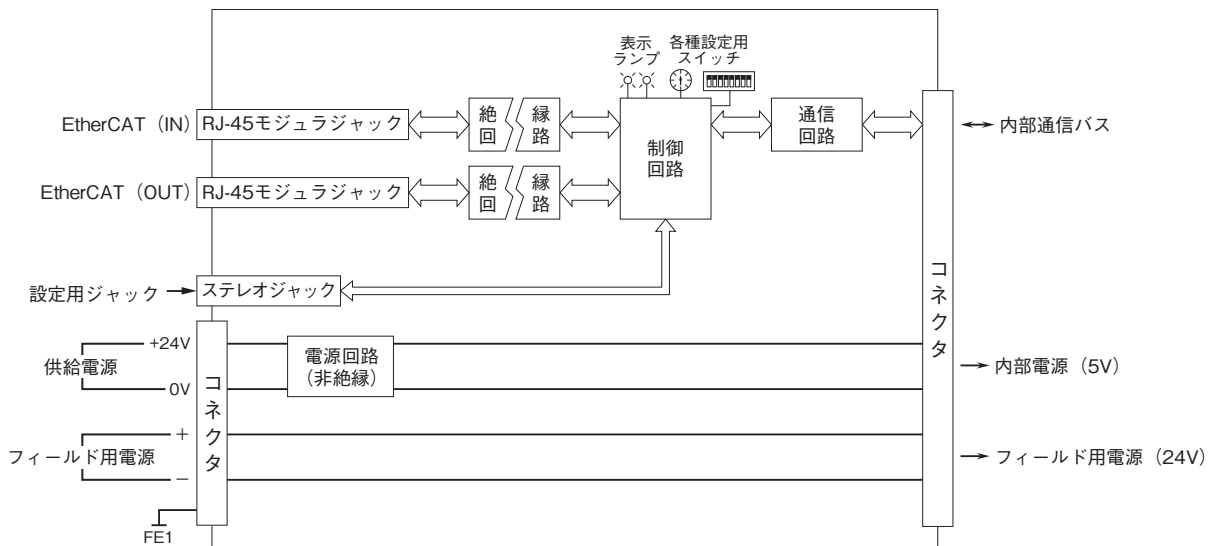 表示
ランプ
各種設定用
スイッチ
EtherCAT（IN）
RJ-45モジュラジャック
絶
回
縁
路
制御
回路
通信
回路
内部通信バス
EtherCAT（OUT）
RJ-45モジュラジャック
絶
回
縁
路
設定用ジャック
ステレオジャック
コネクタ
供給電源
+24V
0V
コネクタ
電源回路
（非絶縁）
内部電源（5V）
フィールド用電源
＋
－
フィールド用電源（24V）
FE1